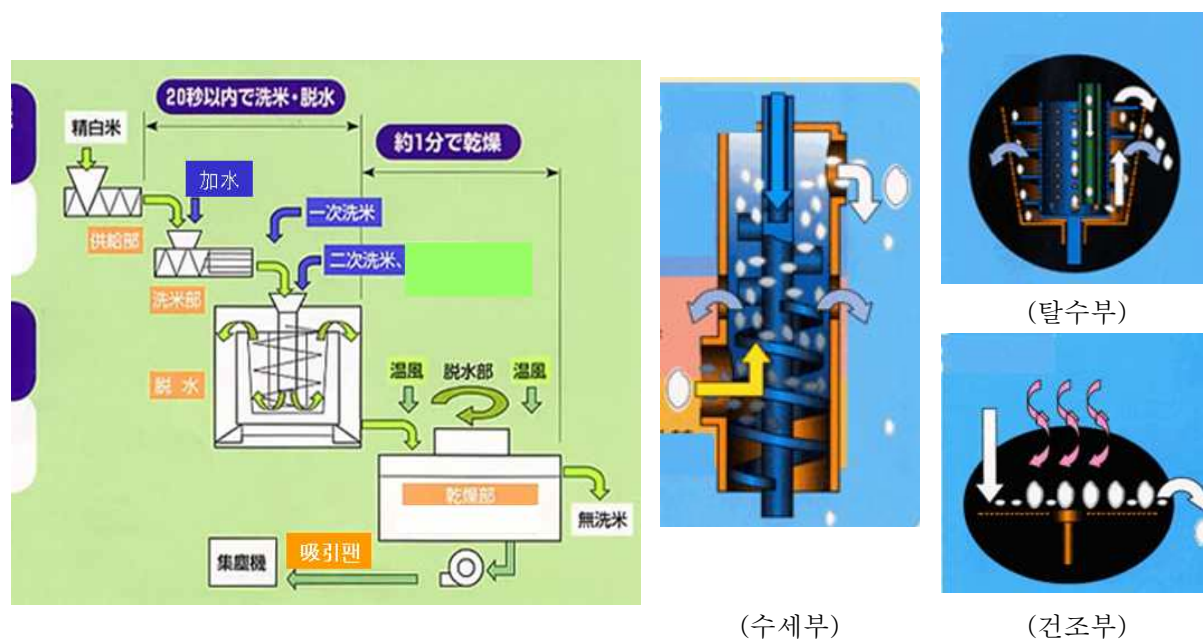 20秒以内で洗米・脱水
精白米
約1分で乾燥
加水
一次洗米
供給部
二次洗米、
洗米部
脱 水
温風
脱水部
温風
乾燥部
無洗米
集塵機
吸引팬
(수세부)
(탈수부)
(건조부)